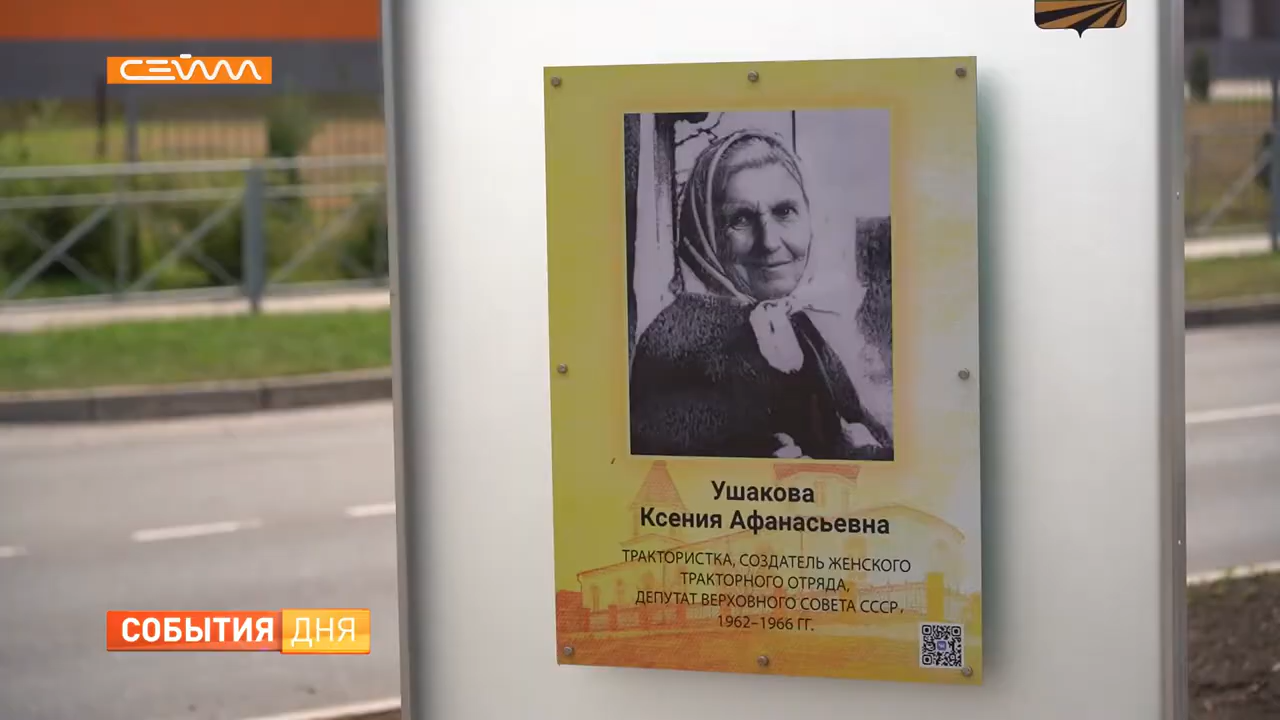 СЕЙМ
Ушакова
Ксения Афанасьевна
ТРАКТОРИСТКА, СОЗДАТЕЛЬ ЖЕНСКОГО
ТРАКТОРНОГО ОТРЯДА,
ДЕПУТАТ ВЕРХОВНОГО СОВЕТА СССР,
1962–1966 ГГ.
СОБЫТИЯ ДНЯ